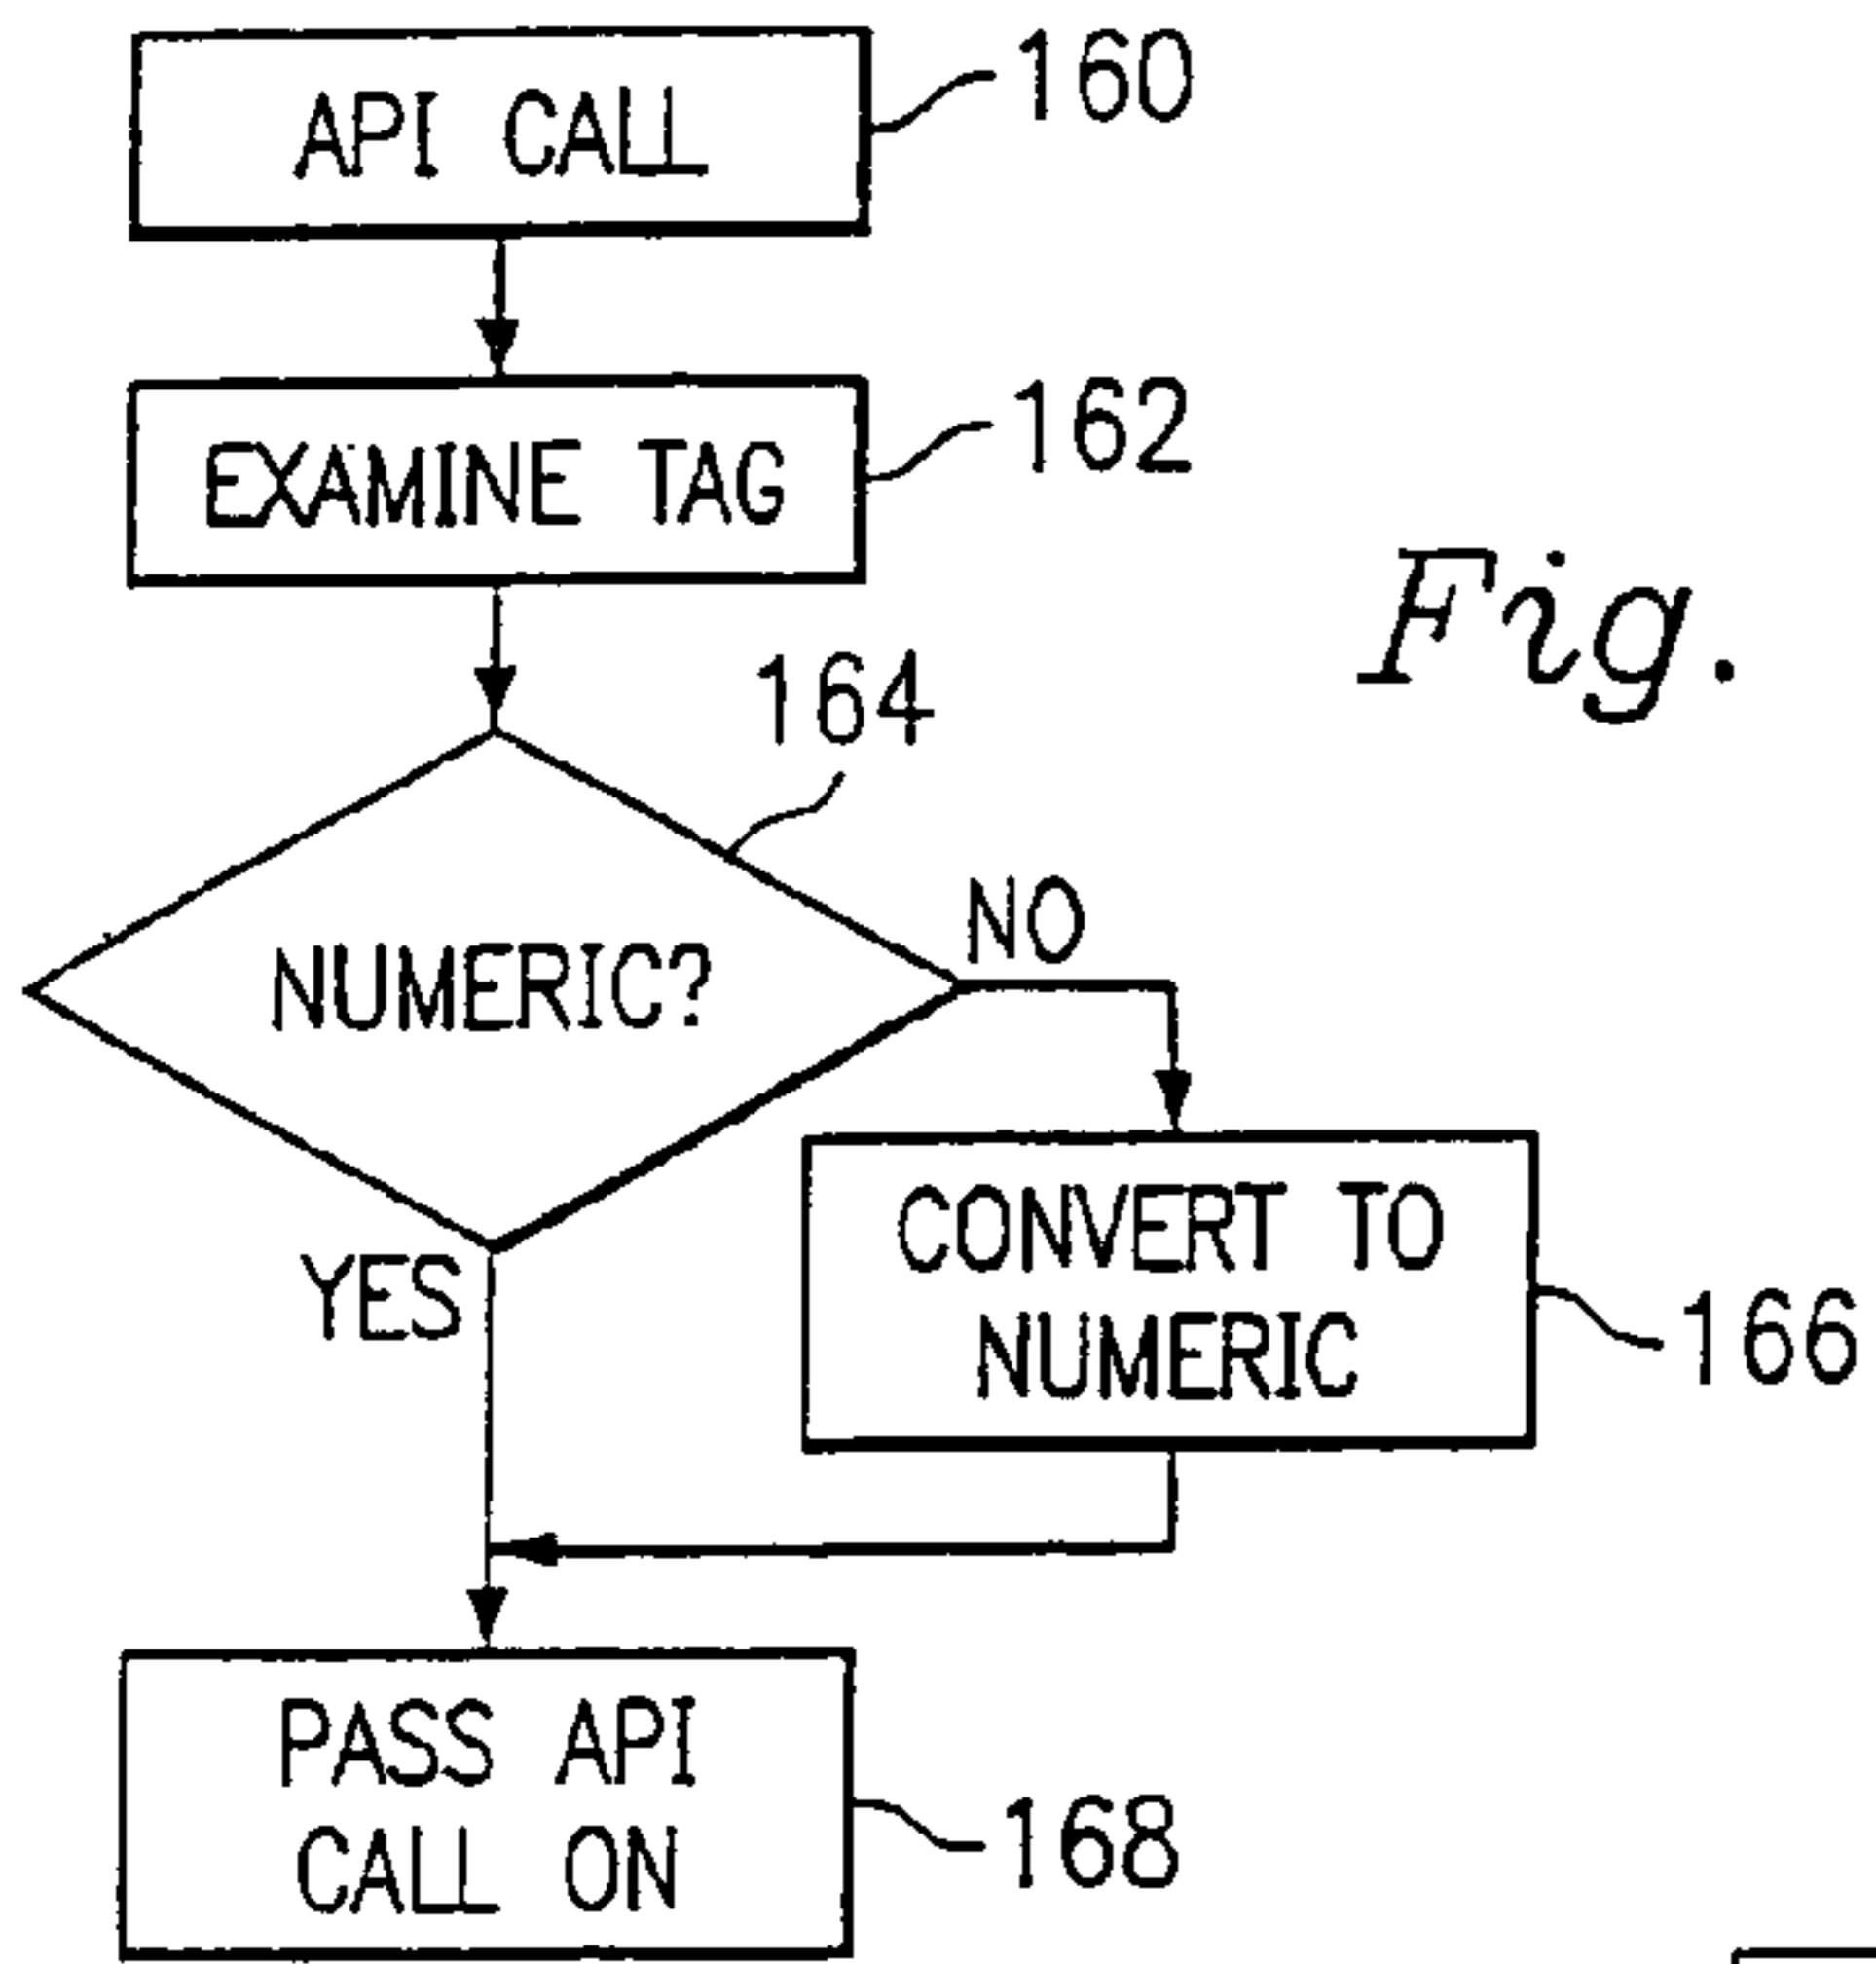 API CALL
160
EXAMINE TAG
162
Fig.
164
NUMERIC?
NO
YES
CONVERT TO
NUMERIC
166
PASS API
CALL ON
168